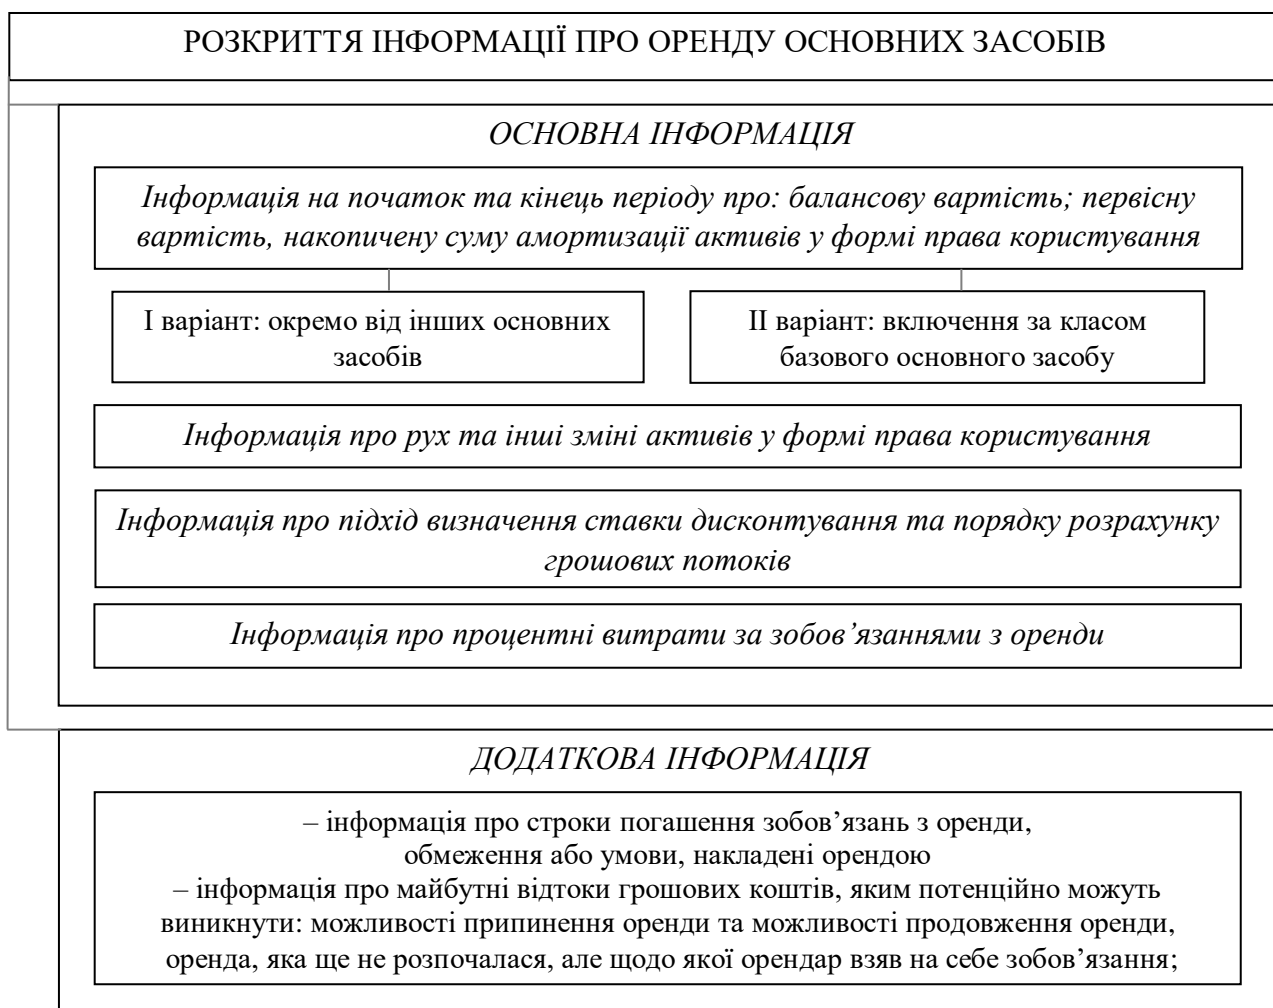 РОЗКРИТТЯ ІНФОРМАЦІЇ ПРО ОРЕНДУ ОСНОВНИХ ЗАСОБІВ
ОСНОВНА ІНФОРМАЦІЯ
Інформація на початок та кінець періоду про: балансову вартість; первісну
вартість, накопичену суму амортизації активів у формі права користування
І варіант: окремо від інших основних
засобів
ІІ варіант: включення за класом
базового основного засобу
Інформація про рух та інші зміні активів у формі права користування
Інформація про підхід визначення ставки дисконтування та порядку розрахунку
грошових потоків
Інформація про процентні витрати за зобов’язаннями з оренди
ДОДАТКОВА ІНФОРМАЦІЯ
– інформація про строки погашення зобов’язань з оренди,
обмеження або умови, накладені орендою
– інформація про майбутні відтоки грошових коштів, яким потенційно можуть
виникнути: можливості припинення оренди та можливості продовження оренди,
оренда, яка ще не розпочалася, але щодо якої орендар взяв на себе зобов’язання;